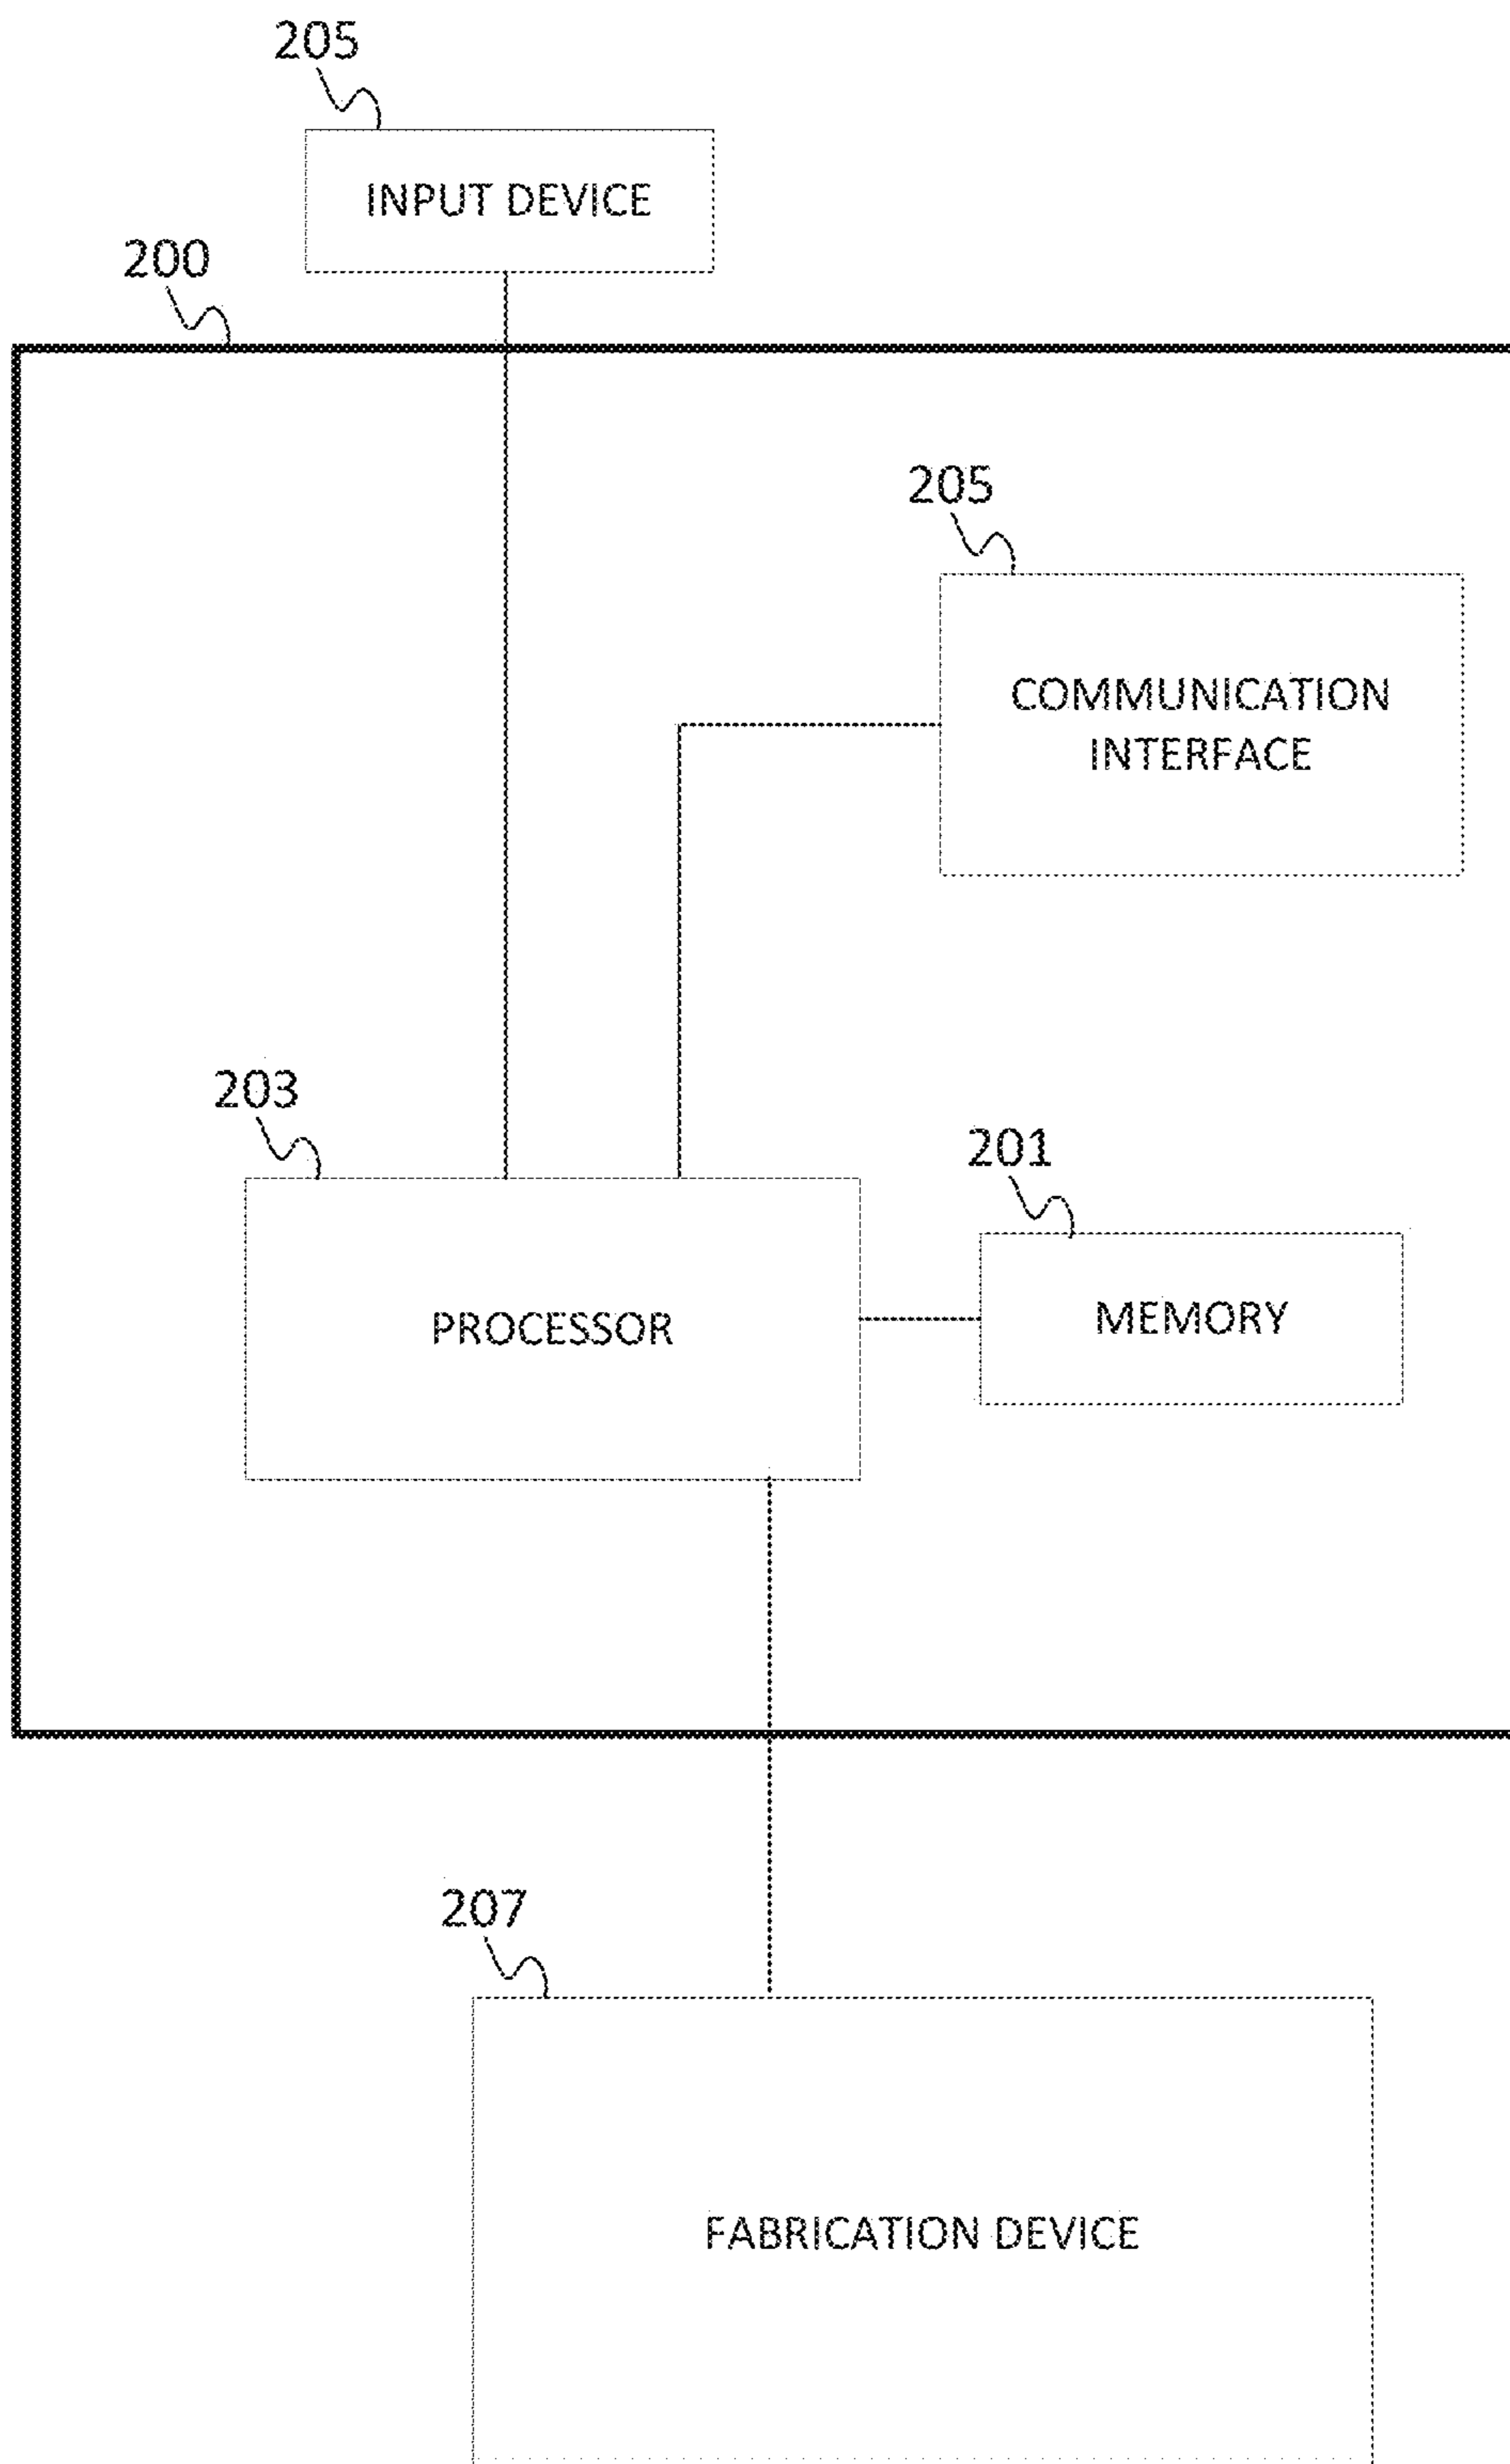 205
INPUT DEVICE
200
205
COMMUNICATION
INTERFACE
203
201
PROCESSOR
MEMORY
207
FABRICATION DEVICE